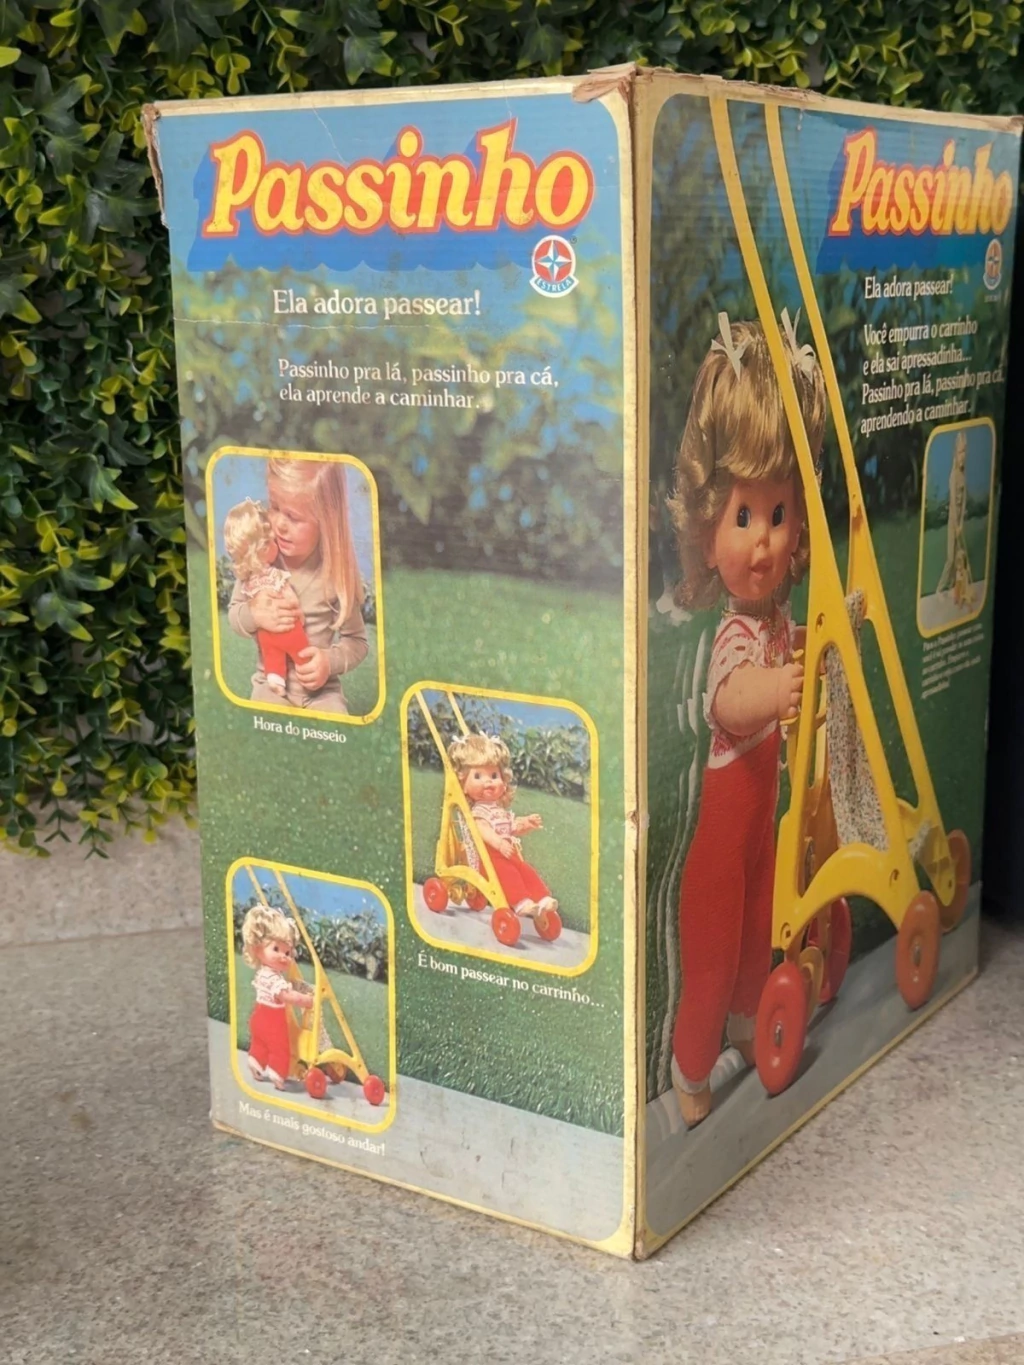 Passinho
ESTRELA
Ela adora passear!
Passinho pra lá, passinho pra cá,
ela aprende a caminhar.
Hora do passeio
É bom passear no carrinho...
Mas é mais gostoso andar!
Passinho
Ela adora passear!
Você empurra o carrinho
e ela sai apressadinha...
Passinho pra lá, passinho pra cá,
aprendendo a caminhar.